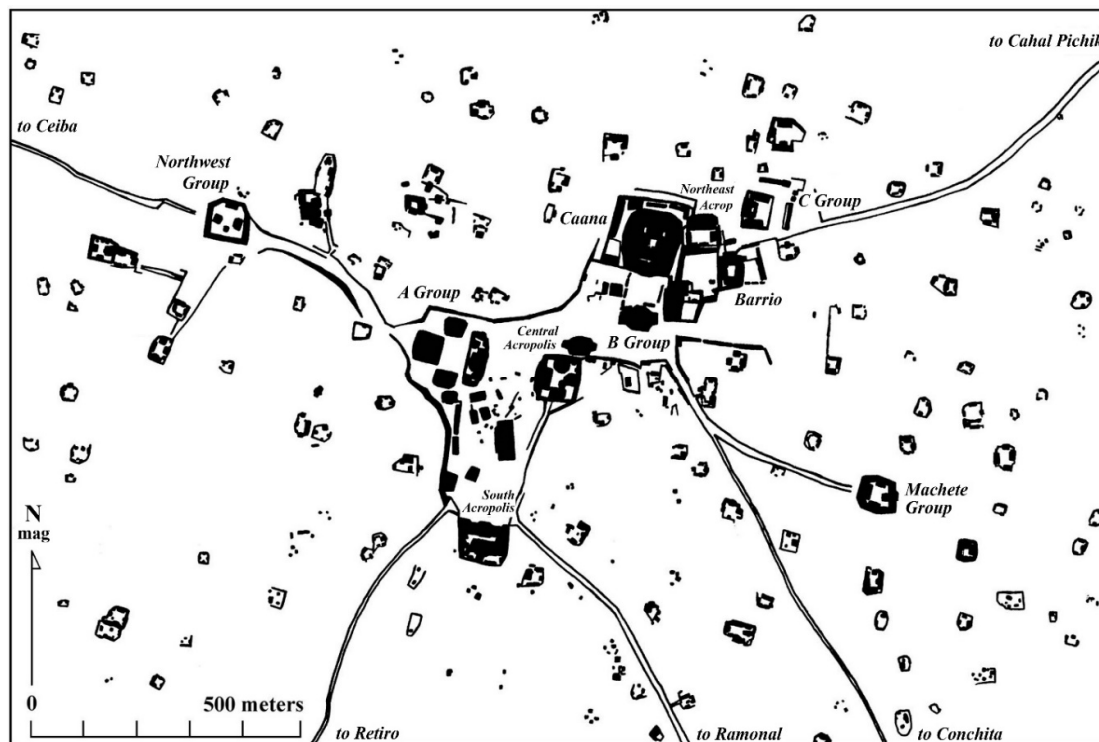 to Cahal Pichik
to Ceiba
Northwest
Group
Northeast
Acrop
C Group
Caana
Barrio
A Group
Central
Acropolis
B Group
South
Acropolis
Machete
Group
N
mag
0
500 meters
to Retiro
to Ramonal
to Conchita